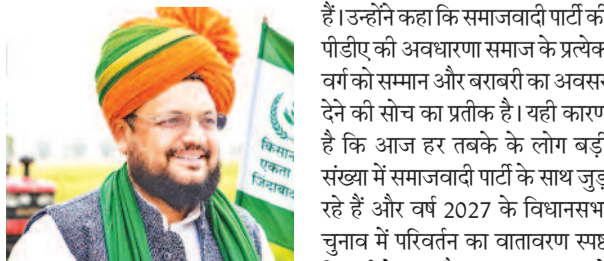 हैं। उन्होंने कहा कि समाजवादी पार्टी की
पीडीए की अवधारणा समाज के प्रत्येक
वर्ग को सम्मान और बराबरी का अवसर
देने की सोच का प्रतीक है। यही कारण
है कि आज हर तबके के लोग बड़ी
संख्या में समाजवादी पार्टी के साथ जुड़
रहे हैं और वर्ष 2027 के विधानसभा
चुनाव में परिवर्तन का वातावरण स्पष्ट
किसान
एकता
जिंदाबाद